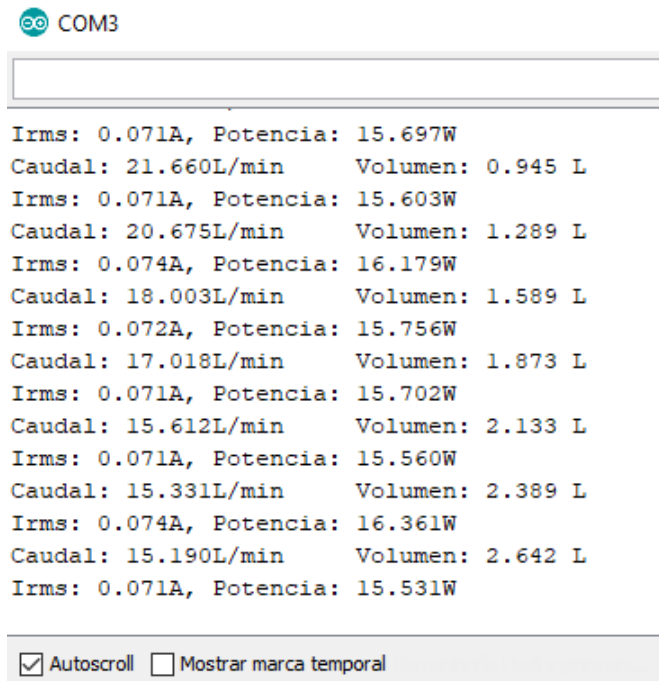 COM3
Irms: 0.071A, Potencia: 15.697W
Caudal: 21.660L/min Volumen: 0.945 L
Irms: 0.071A, Potencia: 15.603W
Caudal: 20.675L/min Volumen: 1.289 L
Irms: 0.074A, Potencia: 16.179W
Caudal: 18.003L/min Volumen: 1.589 L
Irms: 0.072A, Potencia: 15.756W
Caudal: 17.018L/min Volumen: 1.873 L
Irms: 0.071A, Potencia: 15.702W
Caudal: 15.612L/min Volumen: 2.133 L
Irms: 0.071A, Potencia: 15.560W
Caudal: 15.331L/min Volumen: 2.389 L
Irms: 0.074A, Potencia: 16.361W
Caudal: 15.190L/min Volumen: 2.642 L
Irms: 0.071A, Potencia: 15.531W
Autoscroll Mostrar marca temporal